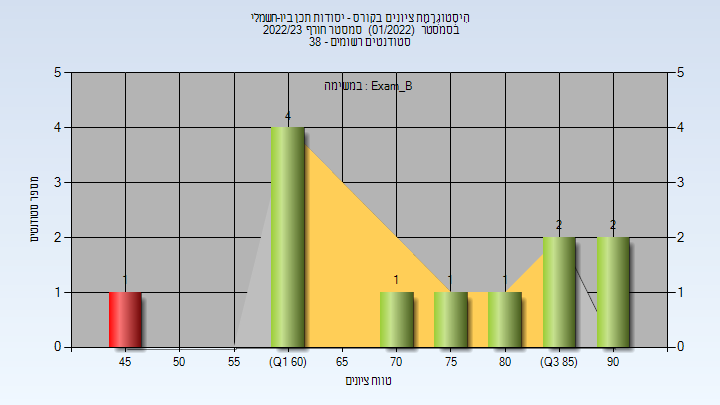 היסטוגרמת ציונים בקורס - יסודות תכן ביו-חשמלי
בסמסטר (01/2022) סמסטר חורף 2022/23
סטודנטים רשומים - 38
במשימה : Exam_B
5 5
4 4
3 3
2 2
1 1
0 0
4
2 2
1 1 1 1
מספר סטודנטים
45 50 55 (Q1 60) 65 70 75 80 (Q3 85) 90
טווח ציונים